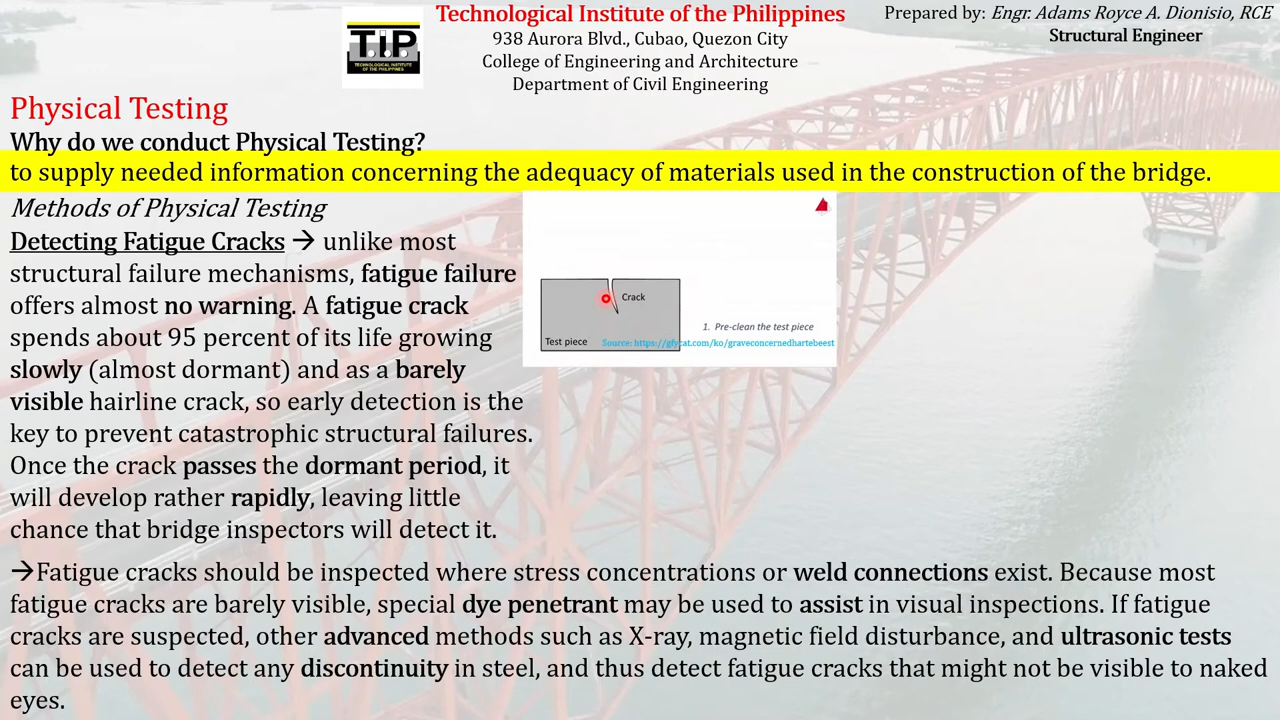 Technological Institute of the Philippines
938 Aurora Blvd., Cubao, Quezon City
College of Engineering and Architecture
Department of Civil Engineering
Prepared by: Engr. Adams Royce A. Dionisio, RCE
Structural Engineer
TiP
TECHNOLOGICAL INSTITUTE
OF THE PHILIPPINES
Physical Testing
Why do we conduct Physical Testing?
to supply needed information concerning the adequacy of materials used in the construction of the bridge.
Methods of Physical Testing
Detecting Fatigue Cracks → unlike most
structural failure mechanisms, fatigue failure
offers almost no warning. A fatigue crack
spends about 95 percent of its life growing
slowly (almost dormant) and as a barely
visible hairline crack, so early detection is the
key to prevent catastrophic structural failures.
Once the crack passes the dormant period, it
will develop rather rapidly, leaving little
chance that bridge inspectors will detect it.
Crack
1. Pre-clean the test piece
Test piece
Source: https://gfycat.com/ko/graveconcernedhartebeest
→Fatigue cracks should be inspected where stress concentrations or weld connections exist. Because most
fatigue cracks are barely visible, special dye penetrant may be used to assist in visual inspections. If fatigue
cracks are suspected, other advanced methods such as X-ray, magnetic field disturbance, and ultrasonic tests
can be used to detect any discontinuity in steel, and thus detect fatigue cracks that might not be visible to naked
eyes.